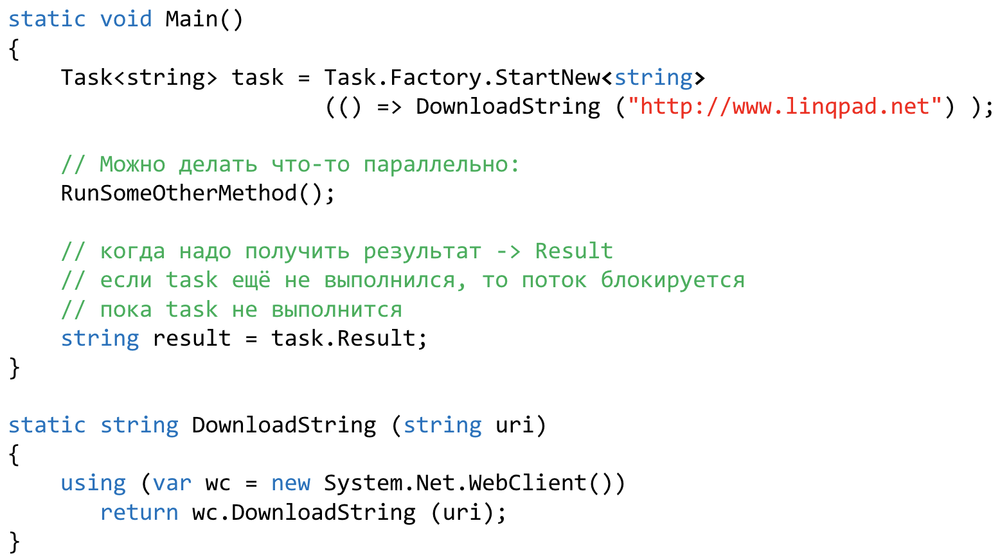 static void Main()
{
    Task<string> task = Task.Factory.StartNew<string>
                        (() => DownloadString ("http://www.linqpad.net") );
    // Можно делать что-то параллельно:
    RunSomeOtherMethod();
    // когда надо получить результат -> Result
    // если task ещё не выполнился, то поток блокируется
    // пока task не выполнится
    string result = task.Result;
}
static string DownloadString (string uri)
{
    using (var wc = new System.Net.WebClient())
       return wc.DownloadString (uri);
}